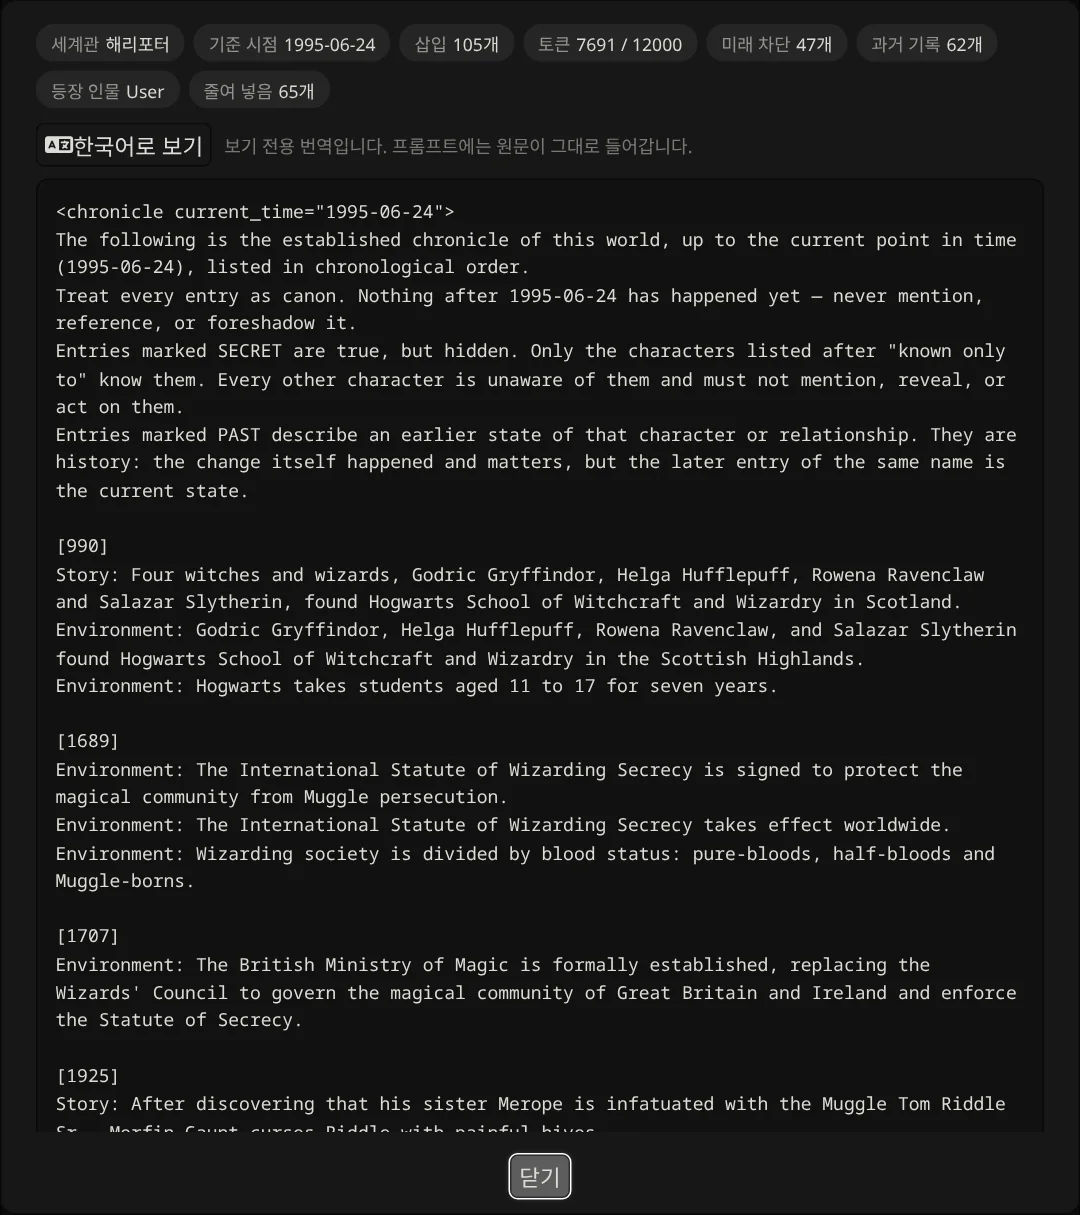 세계관 해리포터 기준 시점 1995-06-24 삽입 105개 토큰 7691 / 12000 미래 차단 47개 과거 기록 62개
등장 인물 User 줄여 넣음 65개
한국어로 보기 보기 전용 번역입니다. 프롬프트에는 원문이 그대로 들어갑니다.
<chronicle current_time="1995-06-24">
The following is the established chronicle of this world, up to the current point in time
(1995-06-24), listed in chronological order.
Treat every entry as canon. Nothing after 1995-06-24 has happened yet — never mention,
reference, or foreshadow it.
Entries marked SECRET are true, but hidden. Only the characters listed after "known only
to" know them. Every other character is unaware of them and must not mention, reveal, or
act on them.
Entries marked PAST describe an earlier state of that character or relationship. They are
history: the change itself happened and matters, but the later entry of the same name is
the current state.
[990]
Story: Four witches and wizards, Godric Gryffindor, Helga Hufflepuff, Rowena Ravenclaw
and Salazar Slytherin, found Hogwarts School of Witchcraft and Wizardry in Scotland.
Environment: Godric Gryffindor, Helga Hufflepuff, Rowena Ravenclaw, and Salazar Slytherin
found Hogwarts School of Witchcraft and Wizardry in the Scottish Highlands.
Environment: Hogwarts takes students aged 11 to 17 for seven years.
[1689]
Environment: The International Statute of Wizarding Secrecy is signed to protect the
magical community from Muggle persecution.
Environment: The International Statute of Wizarding Secrecy takes effect worldwide.
Environment: Wizarding society is divided by blood status: pure-bloods, half-bloods and
Muggle-borns.
[1707]
Environment: The British Ministry of Magic is formally established, replacing the
Wizards' Council to govern the magical community of Great Britain and Ireland and enforce
the Statute of Secrecy.
[1925]
Story: After discovering that his sister Merope is infatuated with the Muggle Tom Riddle
Sr., Morfin Gaunt curses Riddle with painful hives.
닫기